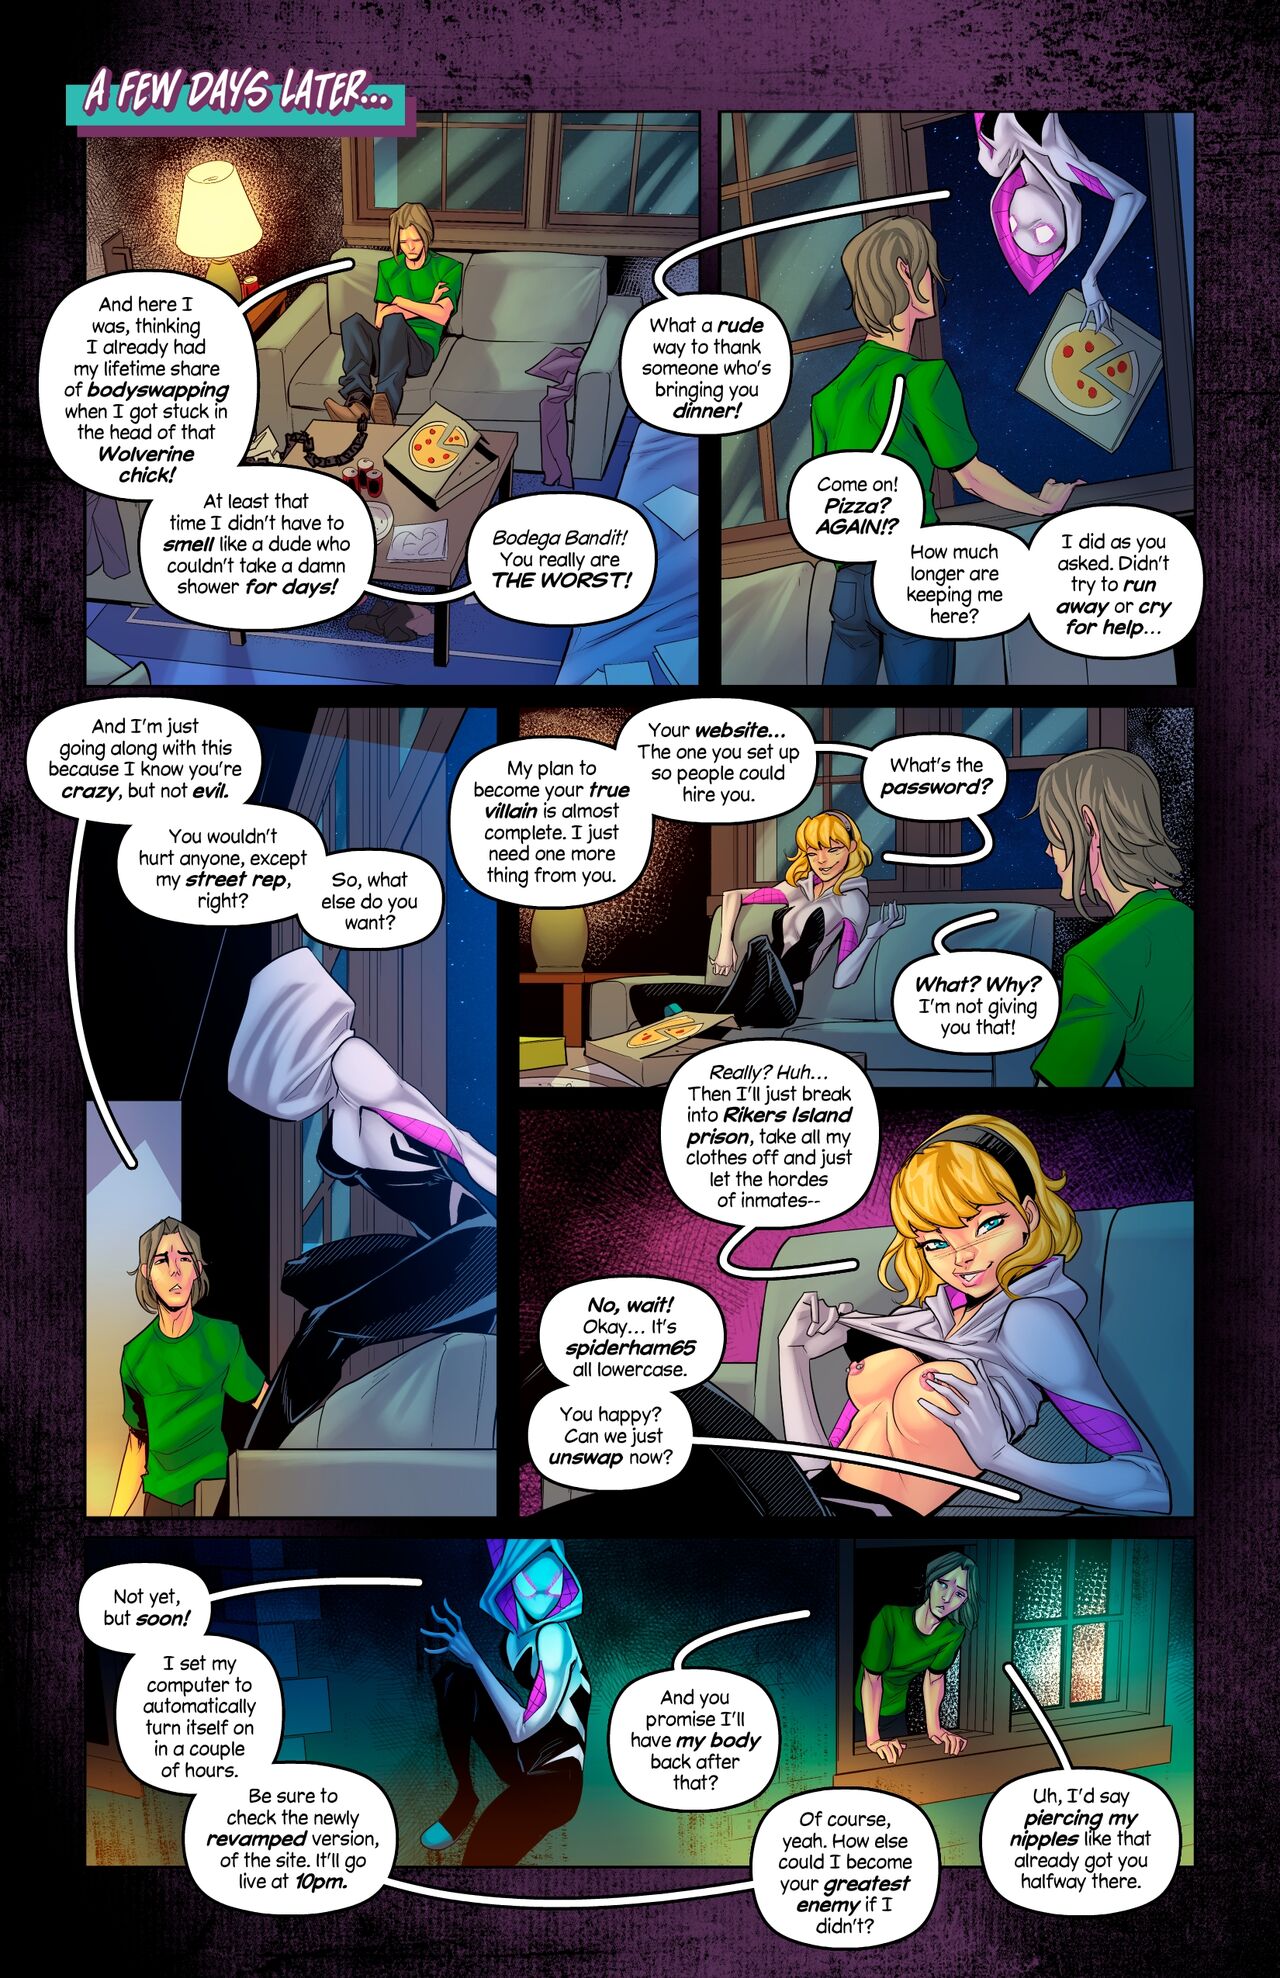 A FEW DAYS LATER...
And here I
was, thinking
I already had
my lifetime share
of bodyswapping
when I got stuck in
the head of that
Wolverine
chick!
At least that
time I didn't have to
smell like a dude who
couldn't take a damn
shower for days!
Bodega Bandit!
You really are
THE WORST!
What a rude
way to thank
someone who's
bringing you
dinner!
Come on!
Pizza?
AGAIN!?
How much
longer are
keeping me
here?
I did as you
asked. Didn't
try to run
away or cry
for help...
And I'm just
going along with this
because I know you're
crazy, but not evil.
You wouldn't
hurt anyone, except
my street rep,
right?
So, what
else do you
want?
My plan to
become your true
villain is almost
complete. I just
need one more
thing from you.
Your website...
The one you set up
so people could
hire you.
What's the
password?
What? Why?
I'm not giving
you that!
Really? Huh...
Then I'll just break
into Rikers Island
prison, take all my
clothes off and just
let the hordes
of inmates--
No, wait!
Okay... It's
spiderham65
all lowercase.
You happy?
Can we just
unswap now?
Not yet,
but soon!
I set my
computer to
automatically
turn itself on
in a couple
of hours.
Be sure to
check the newly
revamped version,
of the site. It'll go
live at 10pm.
And you
promise I'll
have my body
back after
that?
Of course,
yeah. How else
could I become
your greatest
enemy if I
didn't?
Uh, I'd say
piercing my
nipples like that
already got you
halfway there.